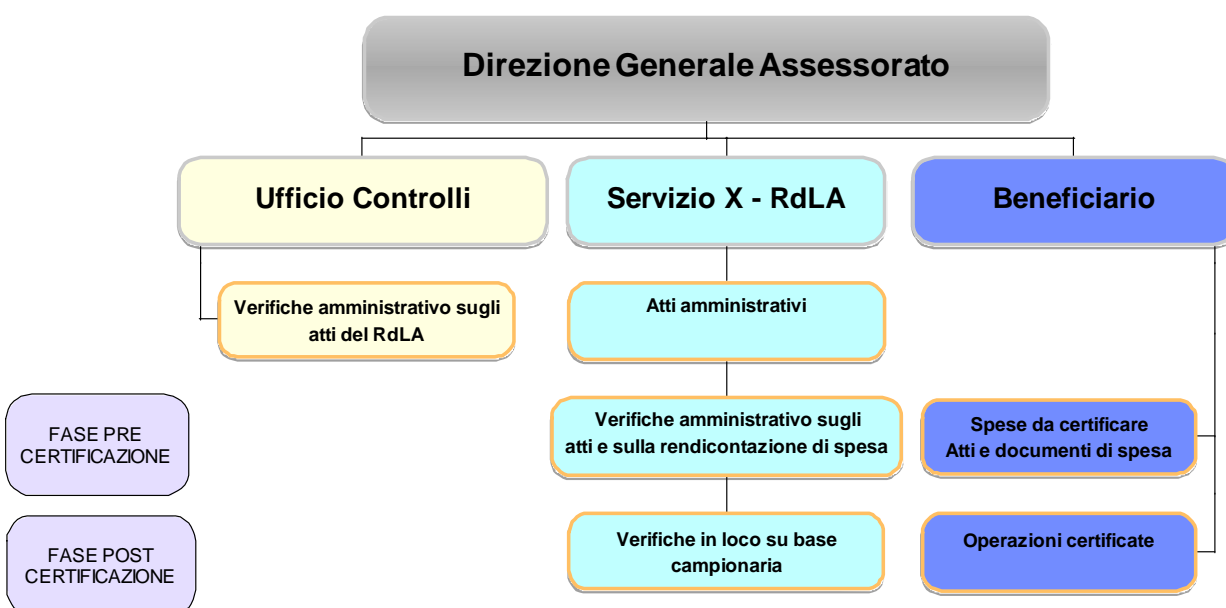 Direzione Generale Assessorato
Ufficio Controlli
Servizio X - RdLA
Beneficiario
Verifiche amministrativo sugli
atti del RdLA
Atti amministrativi
FASE PRE
CERTIFICAZIONE
Verifiche amministrativo sugli
atti e sulla rendicontazione di spesa
Spese da certificare
Atti e documenti di spesa
FASE POST
CERTIFICAZIONE
Verifiche in loco su base
campionaria
Operazioni certificate